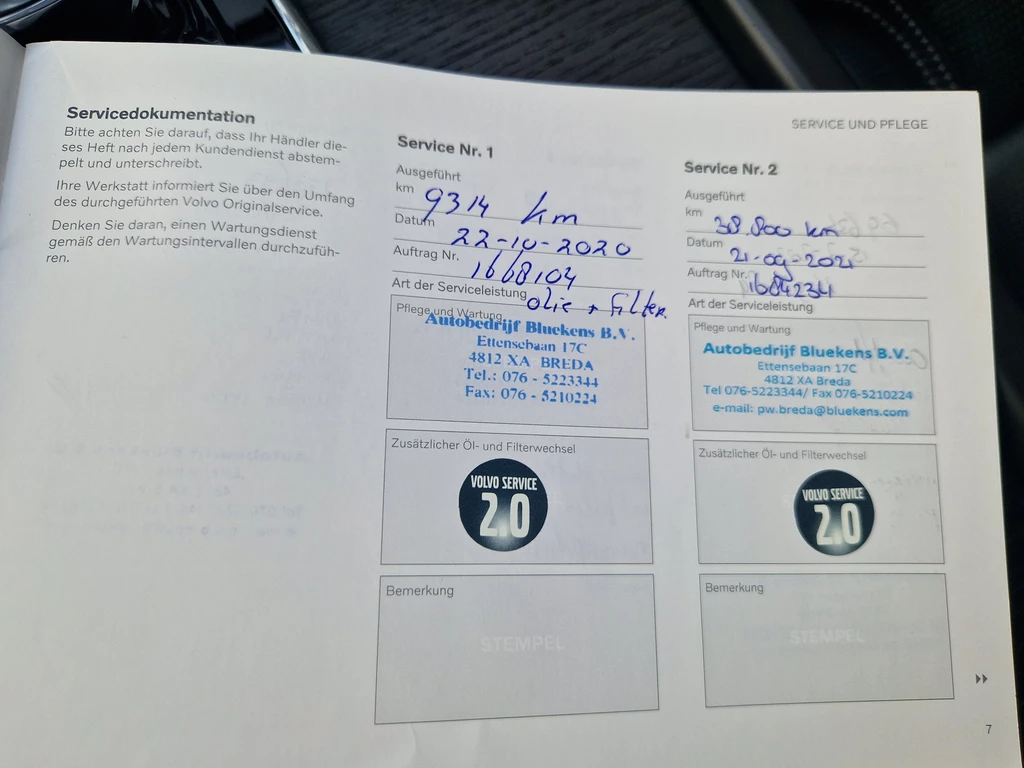 Servicedokumentation
Bitte achten Sie darauf, dass Ihr Händler die-
ses Heft nach jedem Kundendienst abstem-
pelt und unterschreibt.
Ihre Werkstatt informiert Sie über den Umfang
des durchgeführten Volvo Originalservice.
Denken Sie daran, einen Wartungsdienst
gemäß den Wartungsintervallen durchzufüh-
ren.
Service Nr. 1
Ausgeführt
km 9314 km
Datum 22-10-2020
Auftrag Nr. 1668104
Art der Serviceleistung olie + filter.
Pflege und Wartung
Autobedrijf Bluekens B.V.
Ettensebaan 17C
4812 XA BREDA
Tel.: 076 - 5223344
Fax: 076 - 5210224
Zusätzlicher Öl- und Filterwechsel
VOLVO SERVICE
2.0
Bemerkung
STEMPEL
SERVICE UND PFLEGE
Service Nr. 2
Ausgeführt
km 38.800 km
Datum 21-09-2021
Auftrag Nr. 1684234
Art der Serviceleistung
Pflege und Wartung
Autobedrijf Bluekens B.V.
Ettensebaan 17C
4812 XA Breda
Tel 076-5223344/ Fax 076-5210224
e-mail: pw.breda@bluekens.com
Zusätzlicher Öl- und Filterwechsel
VOLVO SERVICE
2.0
Bemerkung
STEMPEL
7